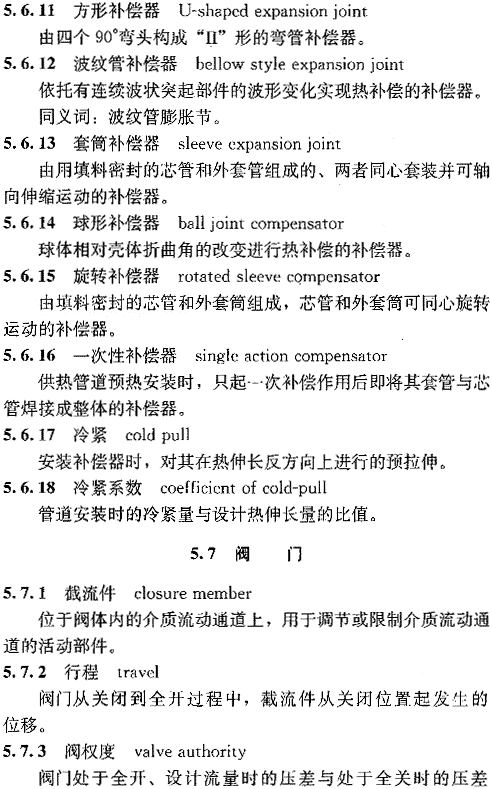 5.6.11 方形补偿器 U-shaped expansion joint
由四个90°弯头构成“Π”形的弯管补偿器。
5.6.12 波纹管补偿器 bellow style expansion joint
依托有连续波状突起部件的波形变化实现热补偿的补偿器。
同义词：波纹管膨胀节。
5.6.13 套筒补偿器 sleeve expansion joint
由用填料密封的芯管和外套管组成的、两者同心套装并可轴
向伸缩运动的补偿器。
5.6.14 球形补偿器 ball joint compensator
球体相对壳体折曲角的改变进行热补偿的补偿器。
5.6.15 旋转补偿器 rotated sleeve compensator
由填料密封的芯管和外套筒组成，芯管和外套筒可同心旋转
运动的补偿器。
5.6.16 一次性补偿器 single action compensator
供热管道预热安装时，只起一次补偿作用后即将其套管与芯
管焊接成整体的补偿器。
5.6.17 冷紧 cold pull
安装补偿器时，对其在热伸长反方向上进行的预拉伸。
5.6.18 冷紧系数 coefficient of cold-pull
管道安装时的冷紧量与设计热伸长量的比值。
5.7 阀 门
5.7.1 截流件 closure member
位于阀体内的介质流动通道上，用于调节或限制介质流动通
道的活动部件。
5.7.2 行程 travel
阀门从关闭到全开过程中，截流件从关闭位置起发生的
位移。
5.7.3 阀权度 valve authority
阀门处于全开、设计流量时的压差与处于全关时的压差